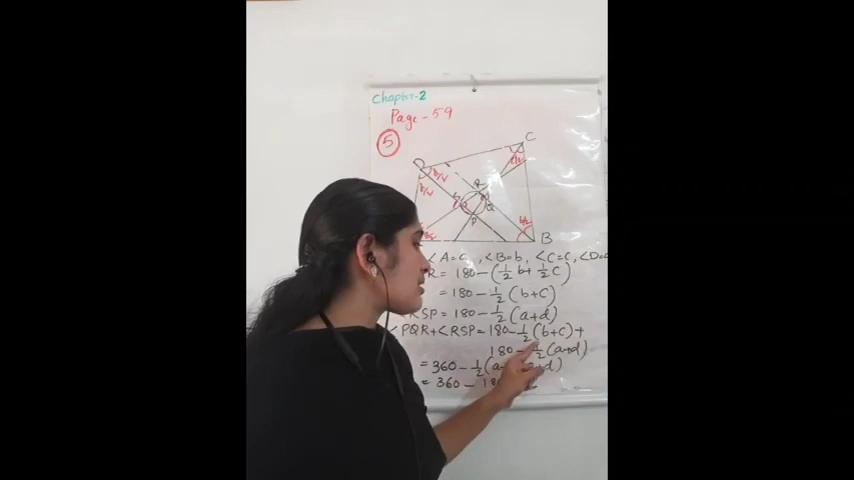 Chapter-2
Page - 59
5
C
D
R
Q
P
B
<A=c, <B=b, <C=C, <D=
R = 180-(1/2 b+ 1/2 C)
= 180- 1/2 (b+c)
RSP = 180- 1/2 (a+d)
<PQR+<RSP=180- 1/2 (b+c)+
180- 1/2 (a+d)
= 360 - 1/2 (a+ +d)
= 360 - 18